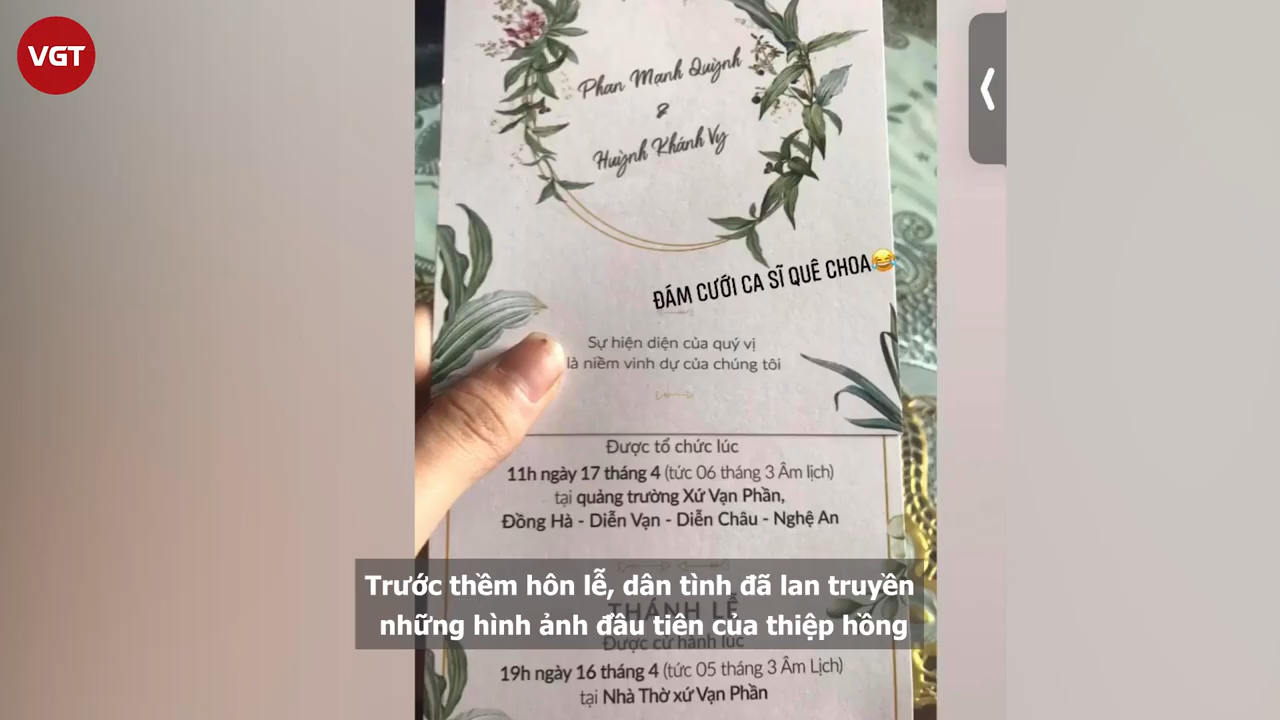 VGT
Phan Mạnh Quỳnh
&
Huỳnh Khánh Vy
ĐÁM CƯỚI CA SĨ QUÊ CHOA😂
Sự hiện diện của quý vị
là niềm vinh dự của chúng tôi
Được tổ chức lúc
11h ngày 17 tháng 4 (tức 06 tháng 3 Âm lịch)
tại quảng trường Xứ Vạn Phần,
Đồng Hà - Diễn Vạn - Diễn Châu - Nghệ An
Trước thềm hôn lễ, dân tình đã lan truyền
THÁNH LỄ
những hình ảnh đầu tiên của thiệp hồng
Được cử hành lúc
19h ngày 16 tháng 4 (tức 05 tháng 3 Âm Lịch)
tại Nhà Thờ xứ Vạn Phần